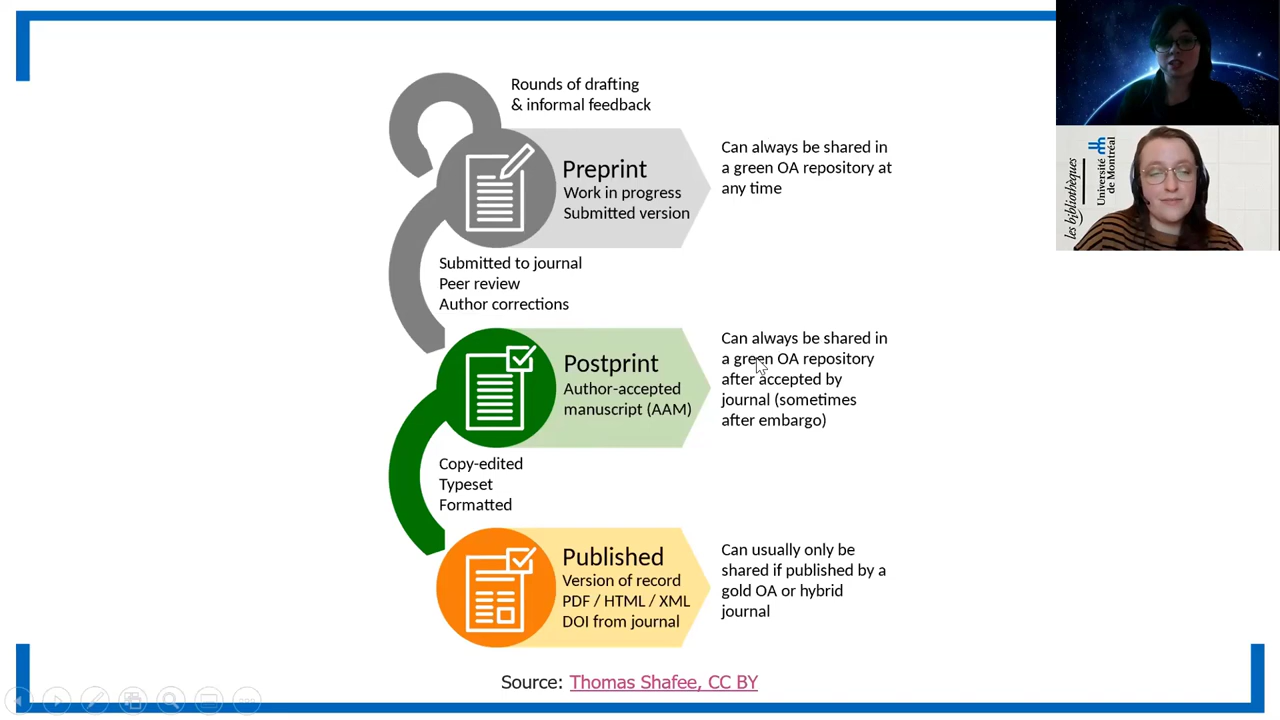 Rounds of drafting
& informal feedback
Preprint
Work in progress
Submitted version
Can always be shared in
a green OA repository at
any time
Submitted to journal
Peer review
Author corrections
Postprint
Author-accepted
manuscript (AAM)
Can always be shared in
a green OA repository
after accepted by
journal (sometimes
after embargo)
Copy-edited
Typeset
Formatted
Published
Version of record
PDF / HTML / XML
DOI from journal
Can usually only be
shared if published by a
gold OA or hybrid
journal
Source: Thomas Shafee, CC BY
les bibliothèques
Université
de Montréal